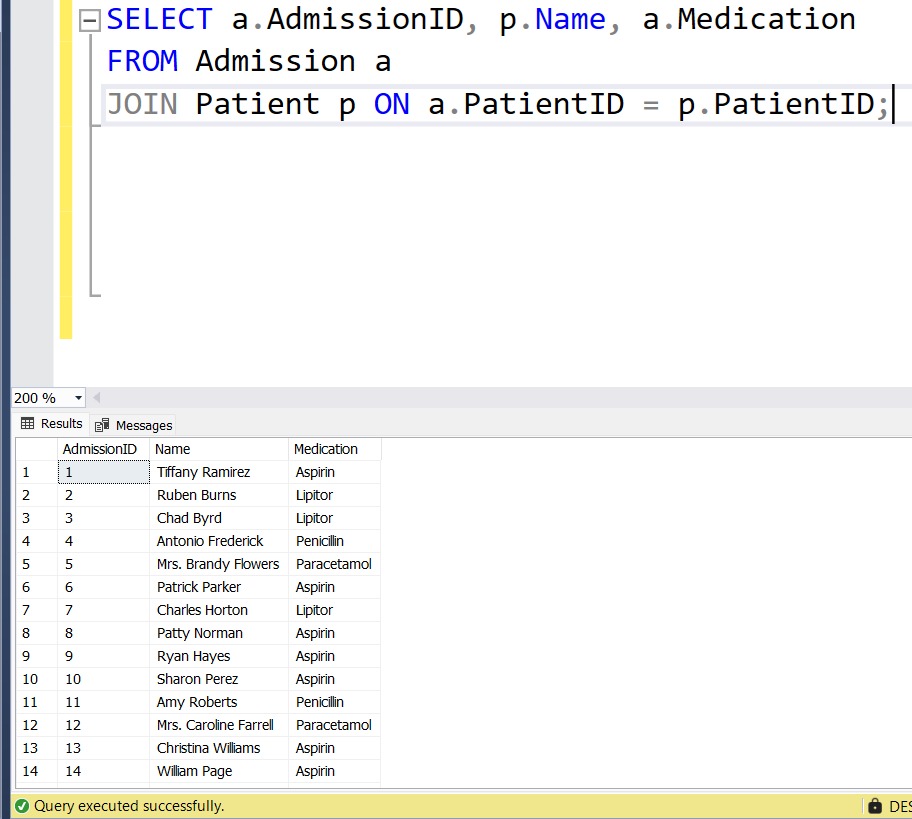 SELECT a.AdmissionID, p.Name, a.Medication
FROM Admission a
JOIN Patient p ON a.PatientID = p.PatientID;
200 %
Results Messages
AdmissionID Name Medication
1 1 Tiffany Ramirez Aspirin
2 2 Ruben Burns Lipitor
3 3 Chad Byrd Lipitor
4 4 Antonio Frederick Penicillin
5 5 Mrs. Brandy Flowers Paracetamol
6 6 Patrick Parker Aspirin
7 7 Charles Horton Lipitor
8 8 Patty Norman Aspirin
9 9 Ryan Hayes Aspirin
10 10 Sharon Perez Aspirin
11 11 Amy Roberts Penicillin
12 12 Mrs. Caroline Farrell Paracetamol
13 13 Christina Williams Aspirin
14 14 William Page Aspirin
Query executed successfully. DES